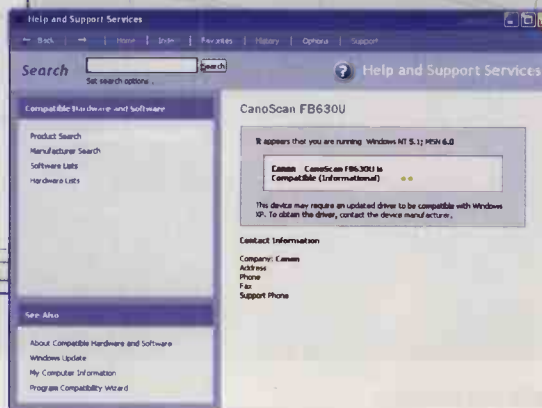 Help and Support Services
Back Home Index Favorites History Options Support
Search Search
Set search options.
Help and Support Services
Compatible Hardware and Software
Product Search
Manufacturer Search
Software Lists
Hardware Lists
See Also
About Compatible Hardware and Software
Windows Update
My Computer Information
Program Compatibility Wizard
CanoScan FB630U
It appears that you are running Windows NT 5.1; MSN 6.0
Canon CanoScan FB630U is
Compatible (Informational)
This device may require an updated driver to be compatible with Windows
XP. To obtain the driver, contact the device manufacturer.
Contact Information
Company: Canon
Address
Phone
Fax
Support Phone